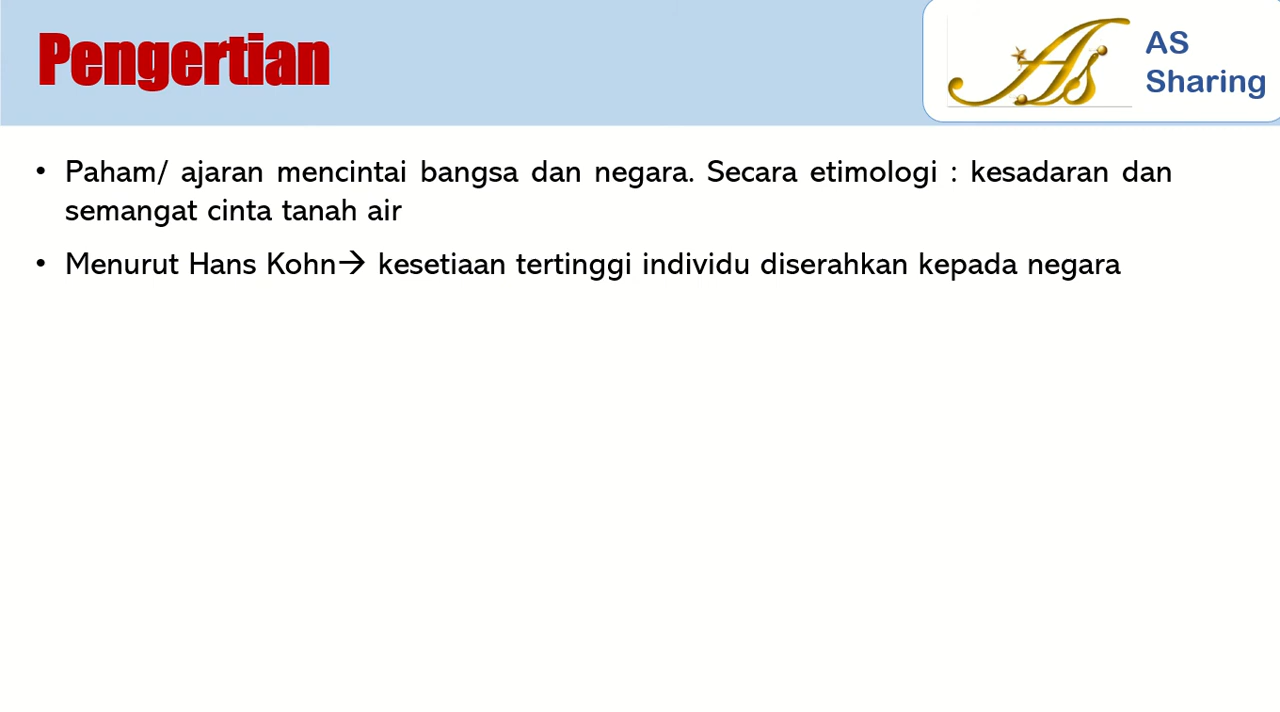 Pengertian
As
AS
Sharing
• Paham/ ajaran mencintai bangsa dan negara. Secara etimologi : kesadaran dan
semangat cinta tanah air
• Menurut Hans Kohn→ kesetiaan tertinggi individu diserahkan kepada negara